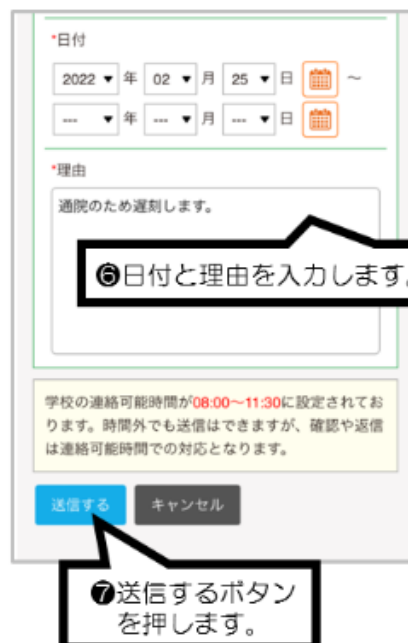 *日付
2022 ▼ 年 02 ▼ 月 25 ▼ 日 ~
--- ▼ 年 --- ▼ 月 --- ▼ 日
*理由
通院のため遅刻します。
❻日付と理由を入力します。
学校の連絡可能時間が08:00～11:30に設定されてお
ります。時間外でも送信はできますが、確認や返信
は連絡可能時間での対応となります。
送信する キャンセル
❼送信するボタン
を押します。